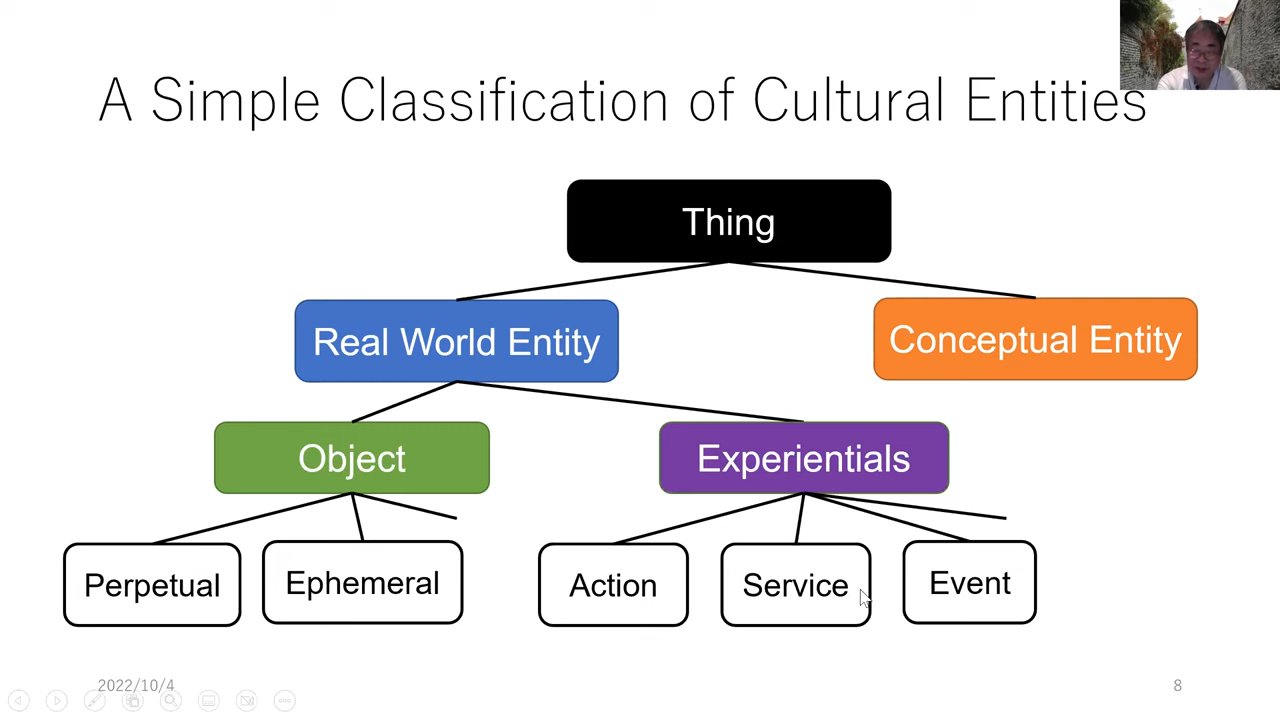 A Simple Classification of Cultural Entities
Thing
Real World Entity
Conceptual Entity
Object
Experientials
Perpetual
Ephemeral
Action
Service
Event
2022/10/4
8